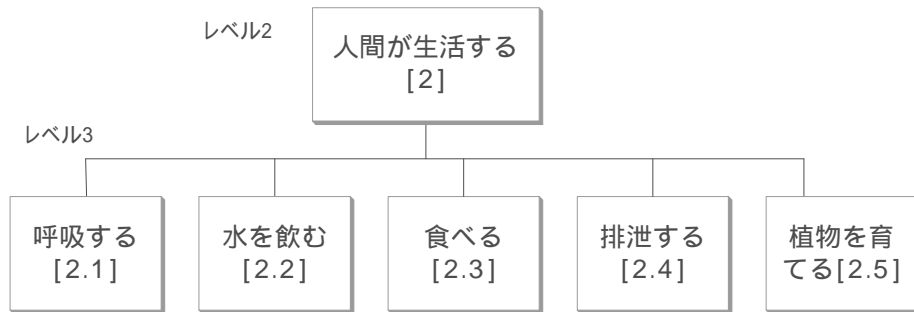 レベル2
人間が生活する
[2]
レベル3
呼吸する
[2.1]
水を飲む
[2.2]
食べる
[2.3]
排泄する
[2.4]
植物を育
てる[2.5]